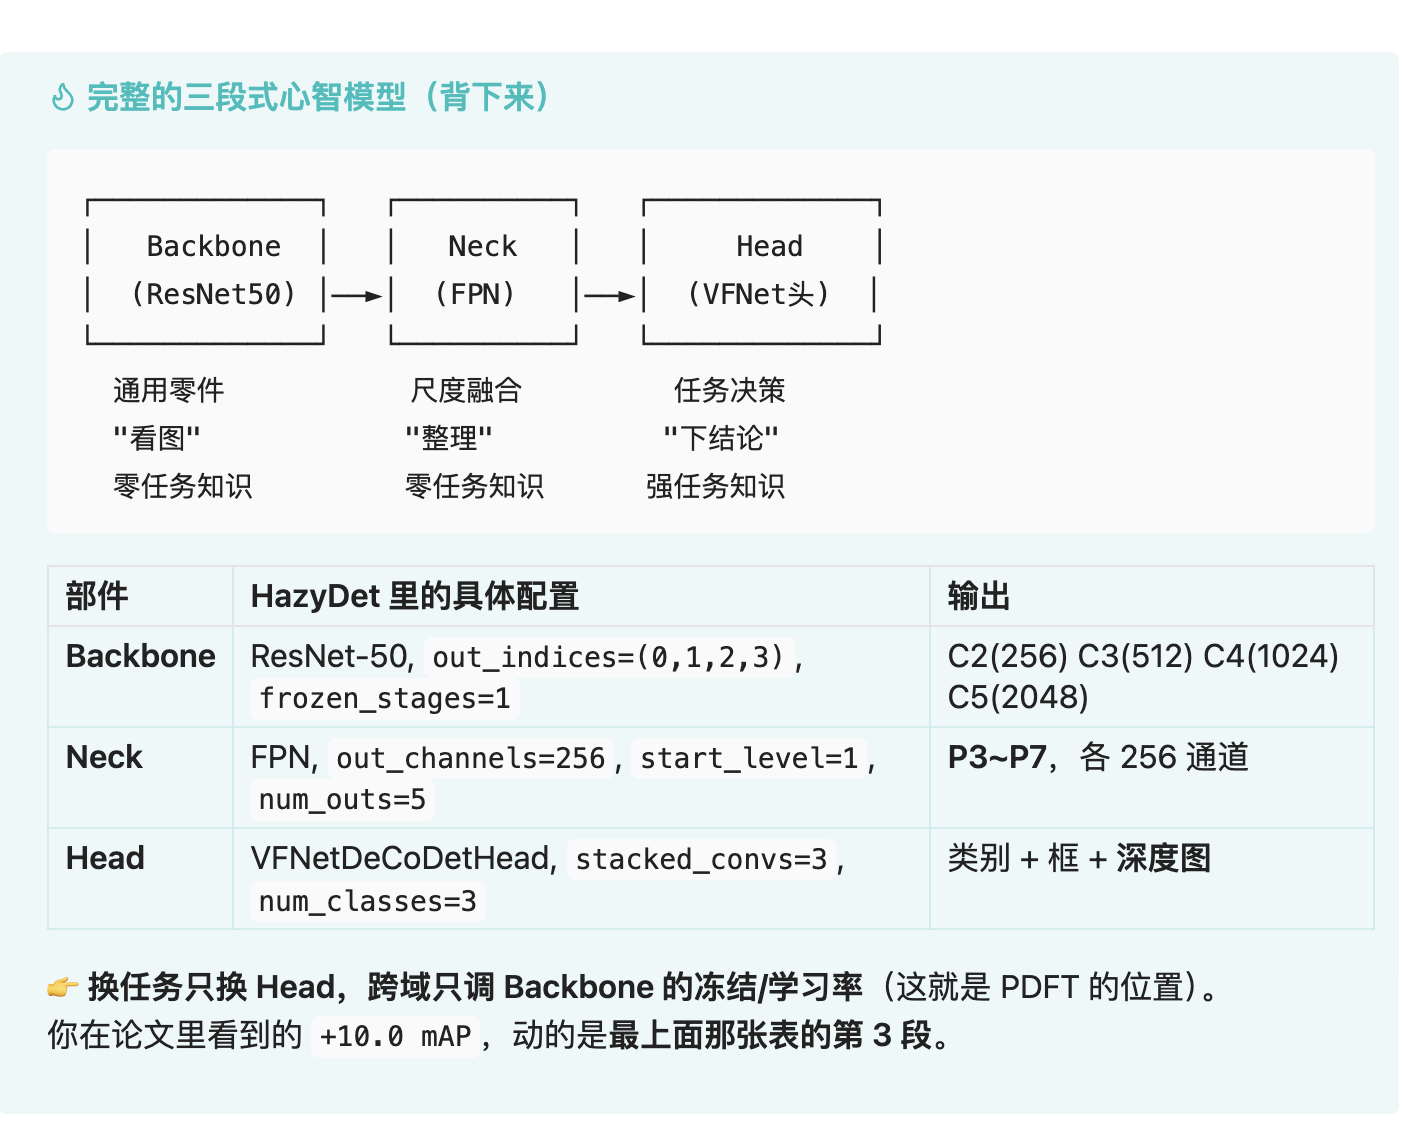 完整的三段式心智模型（背下来）
Backbone Neck Head
(ResNet50) (FPN) (VFNet头)
通用零件 尺度融合 任务决策
"看图" "整理" "下结论"
零任务知识 零任务知识 强任务知识
部件 HazyDet 里的具体配置 输出
Backbone ResNet-50, out_indices=(0,1,2,3), C2(256) C3(512) C4(1024)
frozen_stages=1 C5(2048)
Neck FPN, out_channels=256, start_level=1, P3~P7，各 256 通道
num_outs=5
Head VFNetDeCoDetHead, stacked_convs=3, 类别 + 框 + 深度图
num_classes=3
👉 换任务只换 Head，跨域只调 Backbone 的冻结/学习率（这就是 PDFT 的位置）。
你在论文里看到的 +10.0 mAP，动的是最上面那张表的第 3 段。